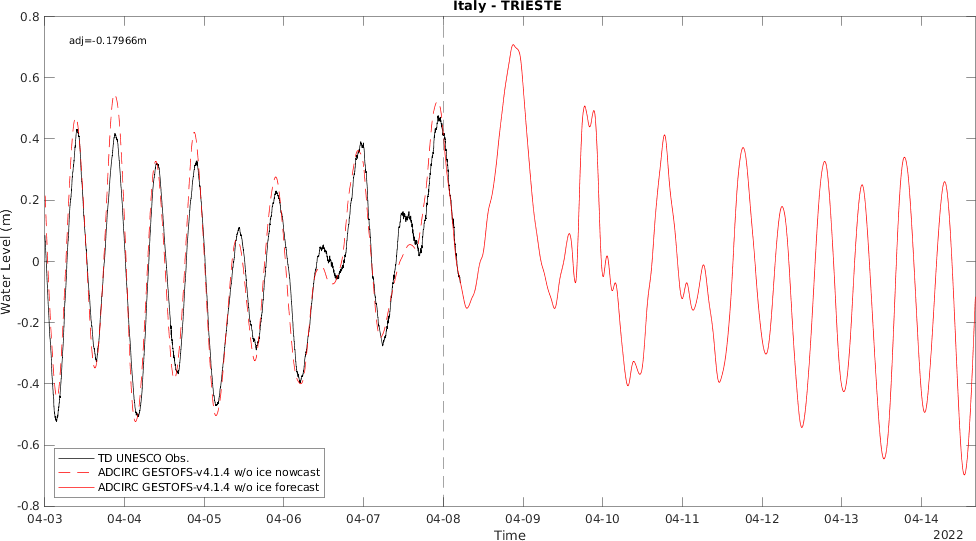 Italy - TRIESTE
adj=-0.17966m
Water Level (m)
0.8
0.6
0.4
0.2
0
-0.2
-0.4
-0.6
-0.8
TD UNESCO Obs.
ADCIRC GESTOFS-v4.1.4 w/o ice nowcast
ADCIRC GESTOFS-v4.1.4 w/o ice forecast
04-03 04-04 04-05 04-06 04-07 04-08 04-09 04-10 04-11 04-12 04-13 04-14
Time
2022